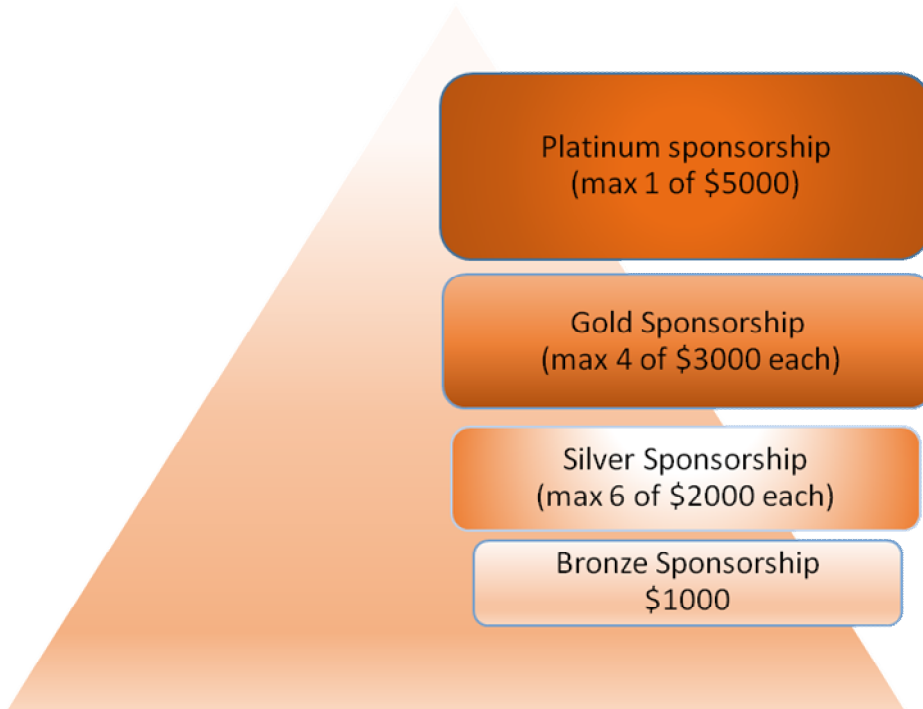 Platinum sponsorship
(max 1 of $5000)
Gold Sponsorship
(max 4 of $3000 each)
Silver Sponsorship
(max 6 of $2000 each)
Bronze Sponsorship
$1000